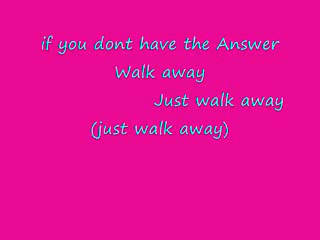 if you dont have the Answer
Walk away
Just walk away
(just walk away)